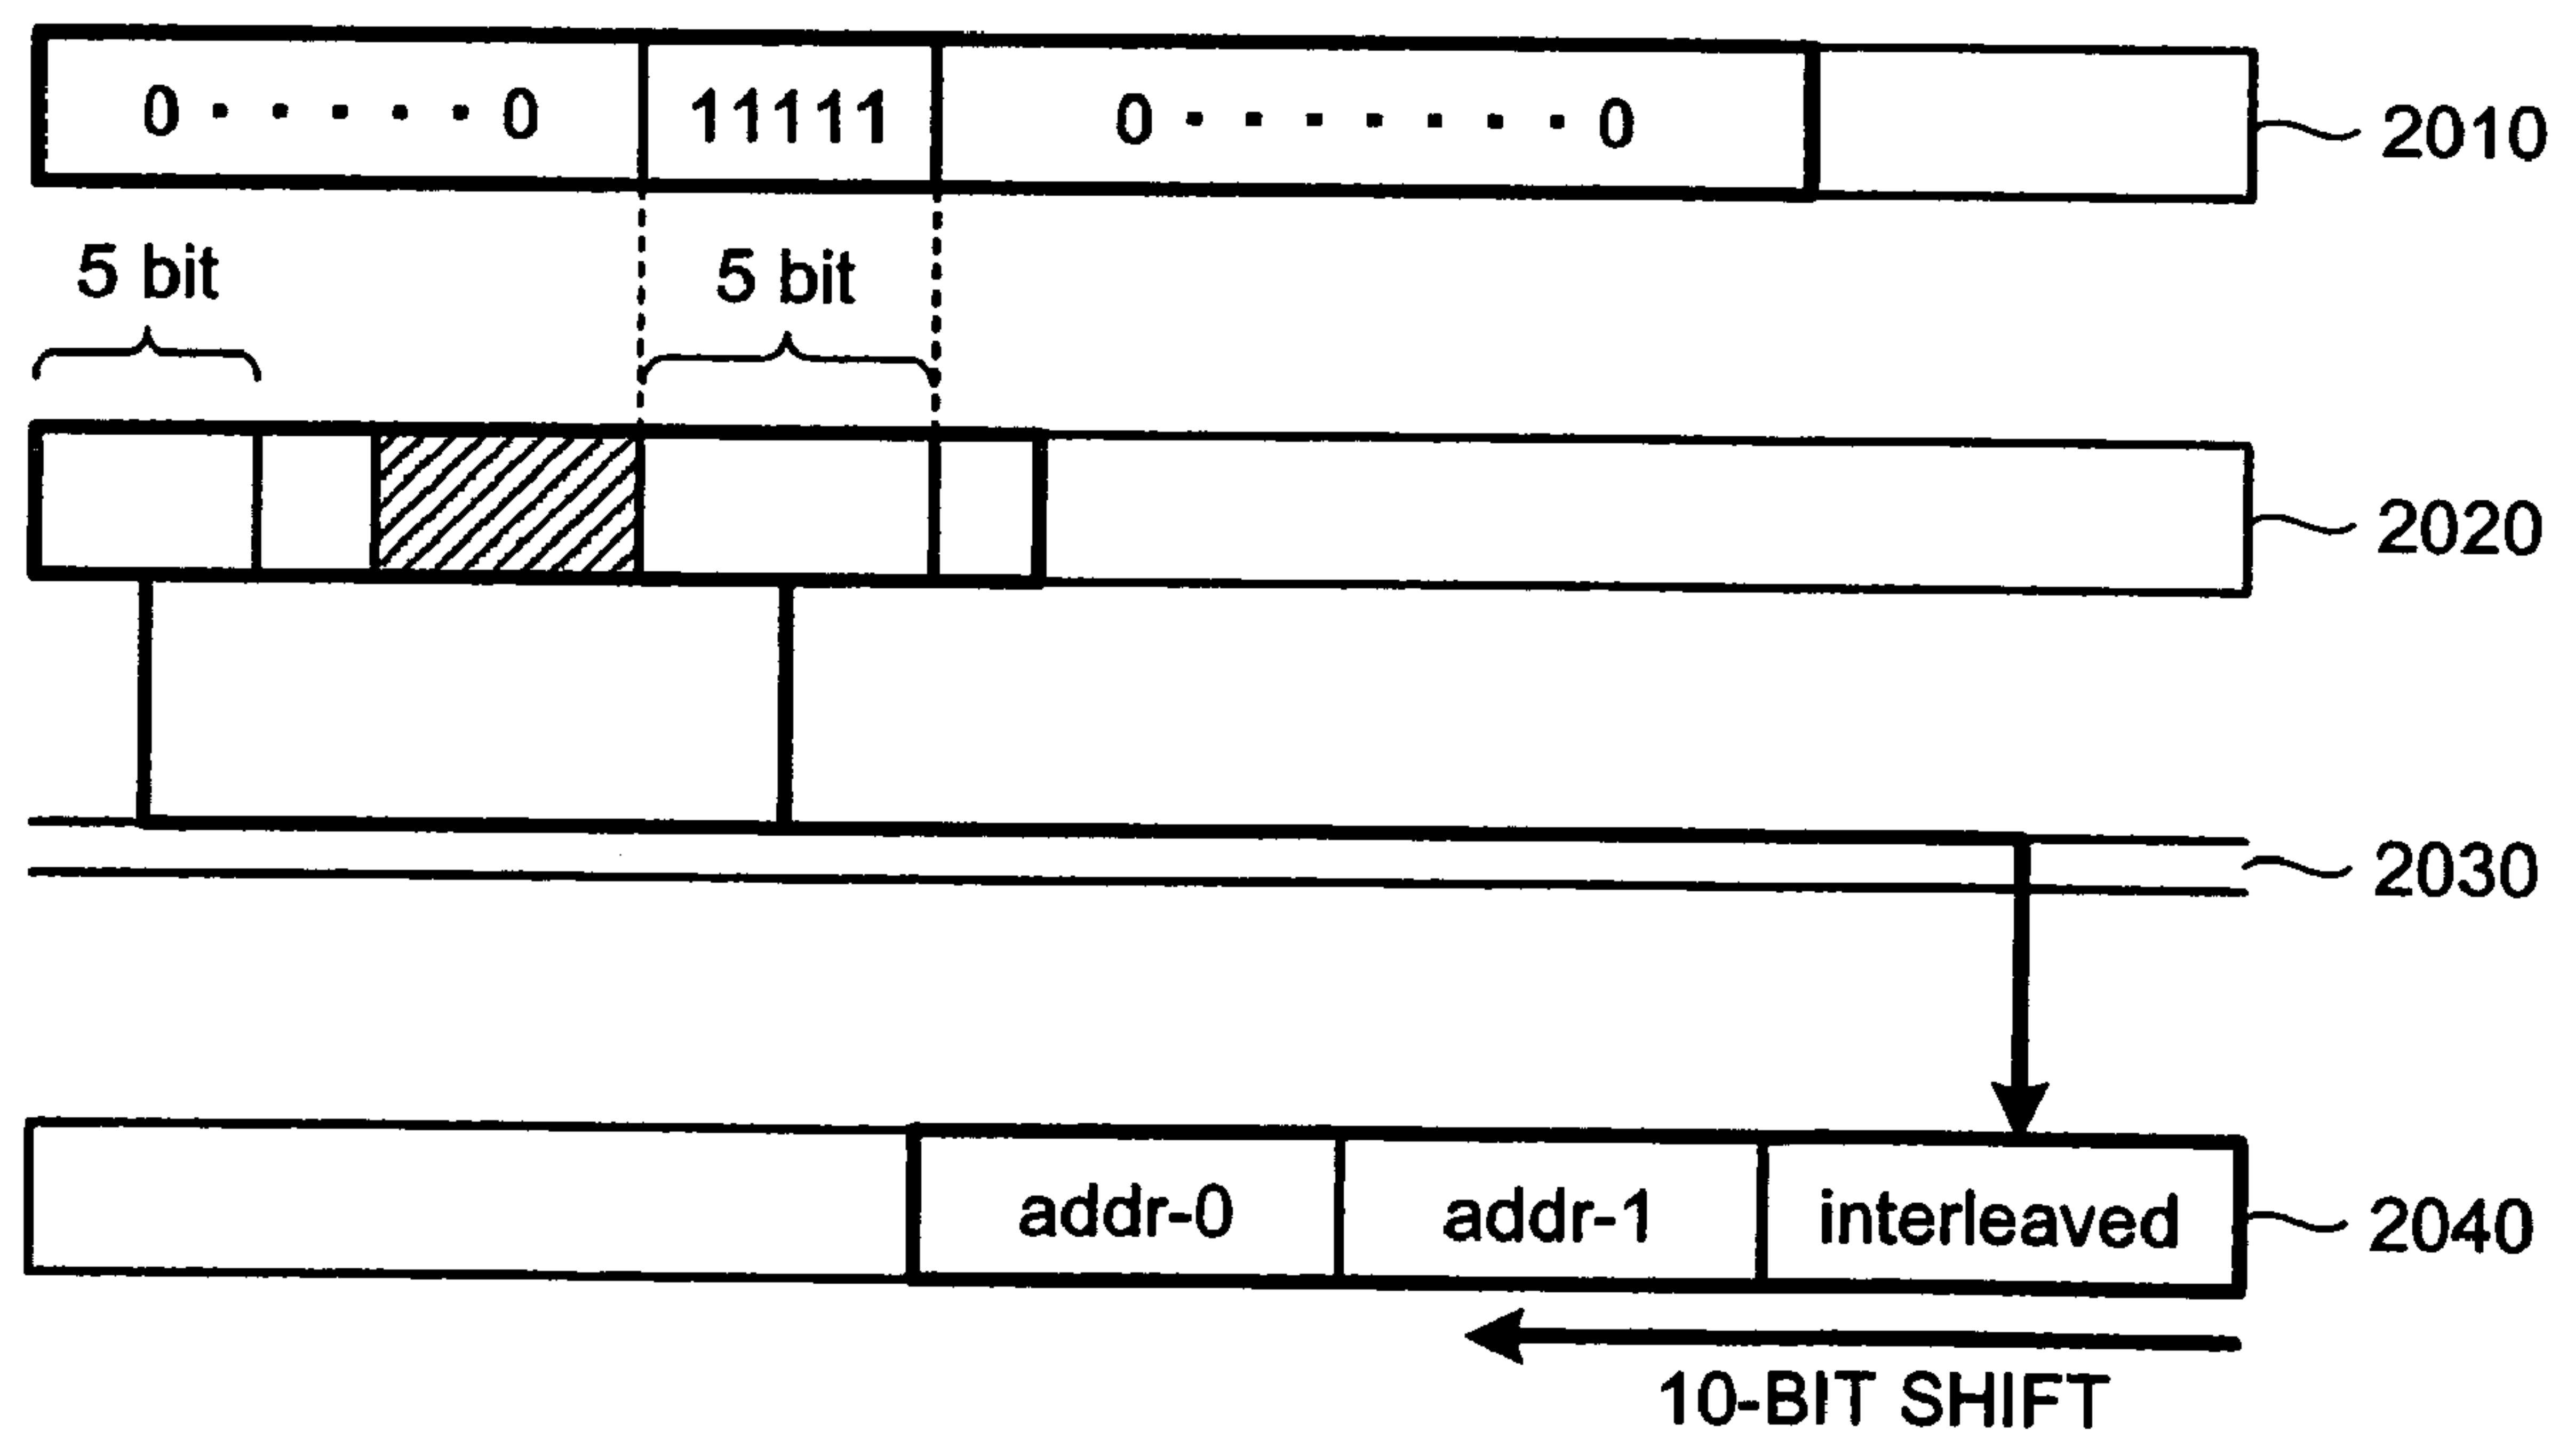 0 · · · · · 0 11111 0 · · · · · · · 0 2010
5 bit 5 bit
2020
2030
addr-0 addr-1 interleaved 2040
10-BIT SHIFT